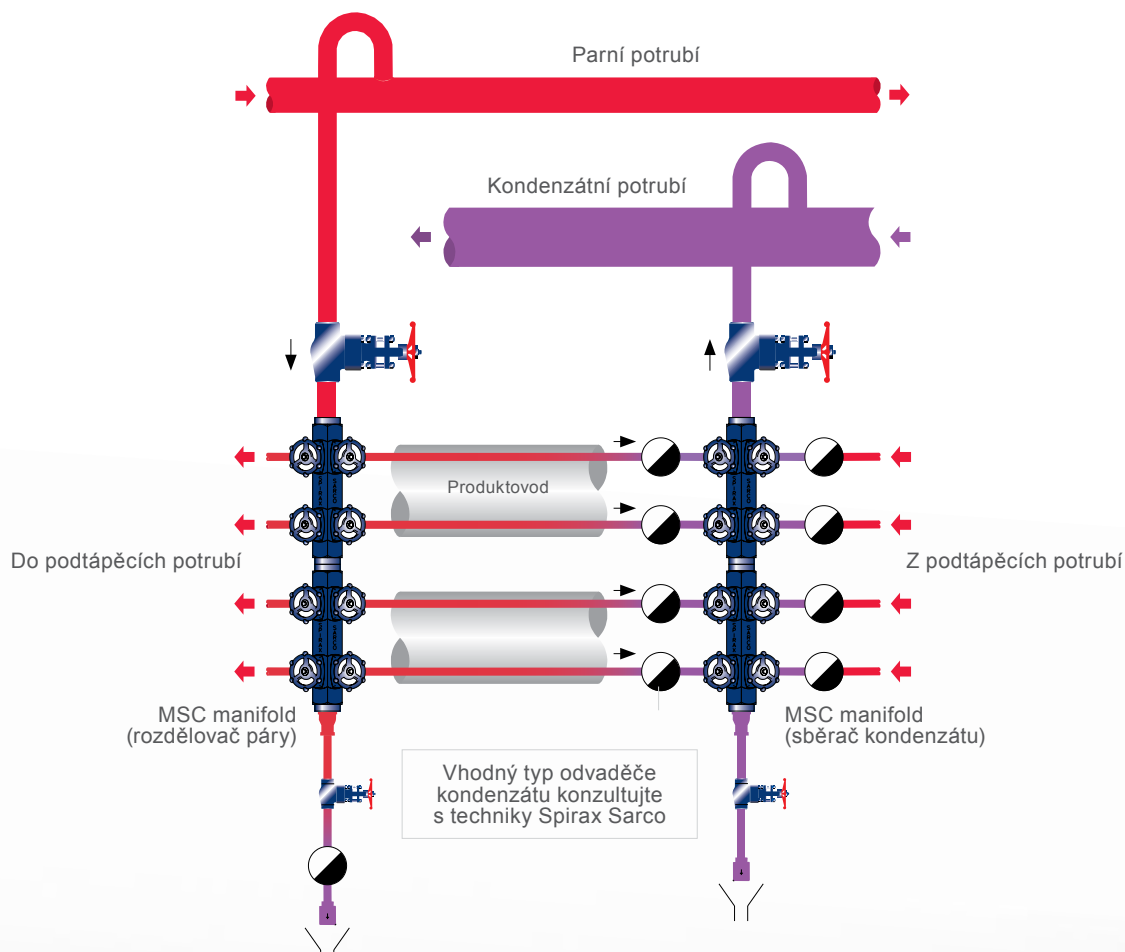 Parní potrubí
Kondenzátní potrubí
Produktovod
Do podtápěcích potrubí
Z podtápěcích potrubí
MSC manifold
(rozdělovač páry)
MSC manifold
(sběrač kondenzátu)
Vhodný typ odvaděče
kondenzátu konzultujte
s techniky Spirax Sarco